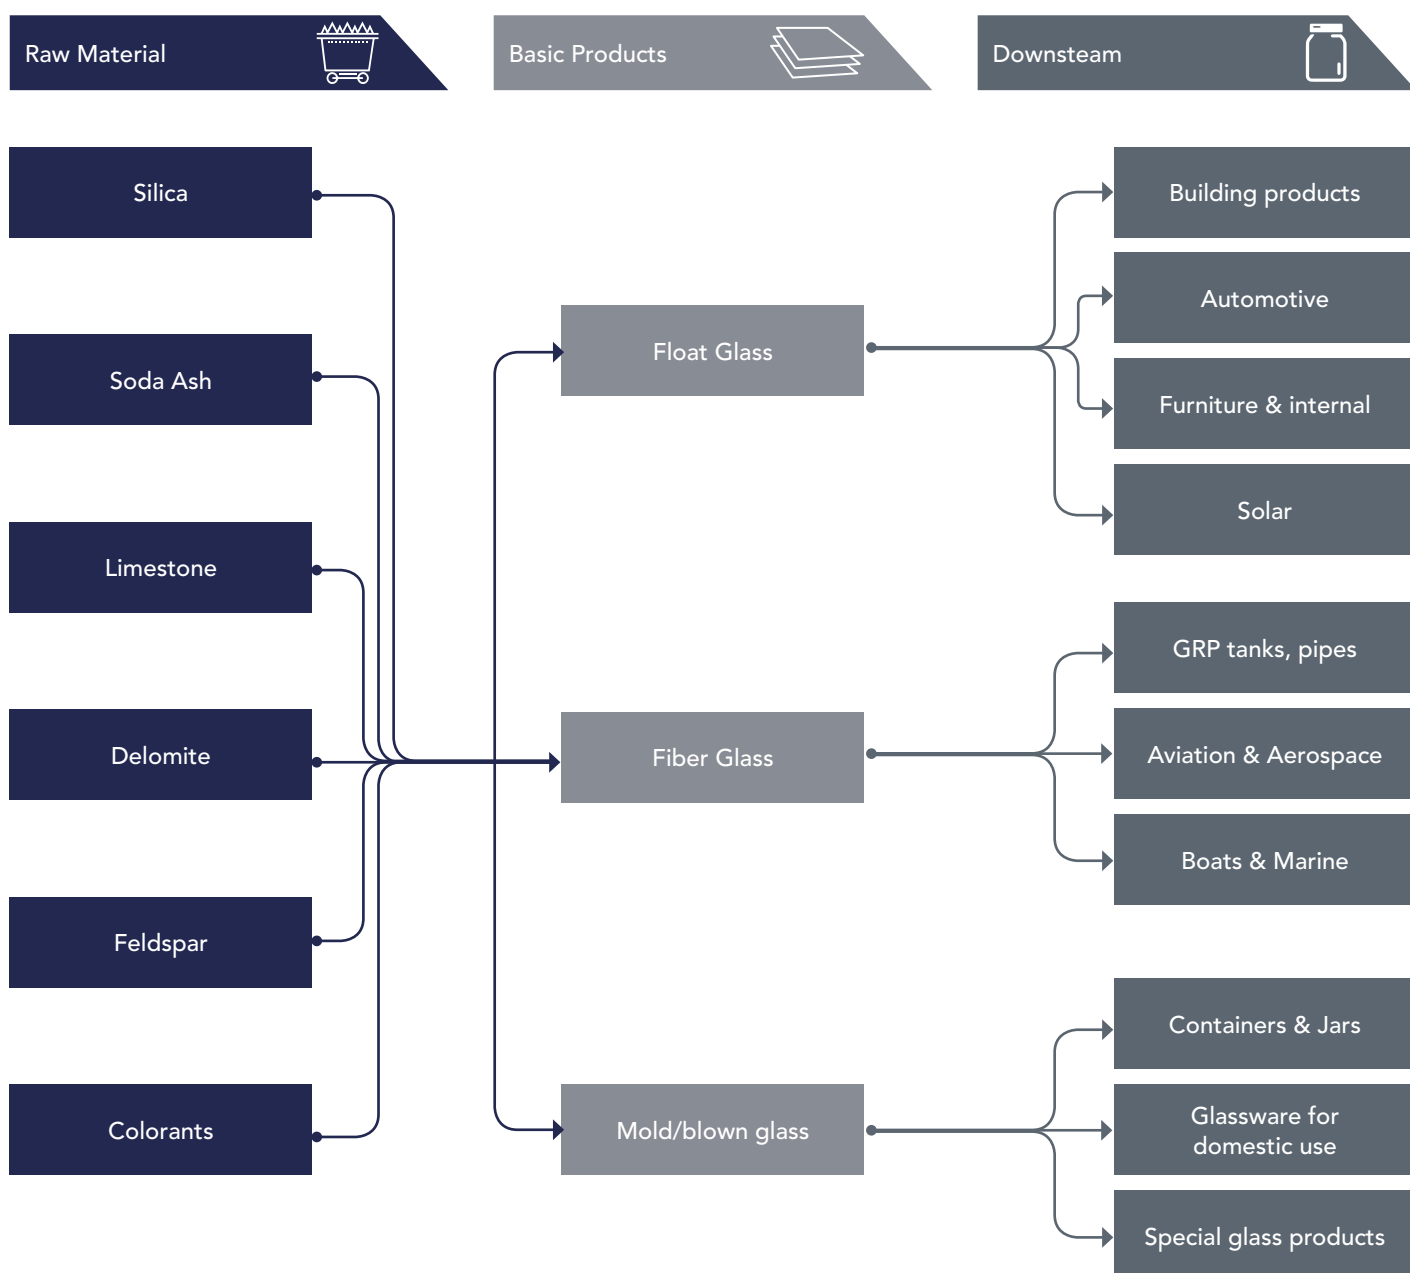 Raw Material
Basic Products
Downsteam
Silica
Soda Ash
Limestone
Delomite
Feldspar
Colorants
Float Glass
Fiber Glass
Mold/blown glass
Building products
Automotive
Furniture & internal
Solar
GRP tanks, pipes
Aviation & Aerospace
Boats & Marine
Containers & Jars
Glassware for
domestic use
Special glass products